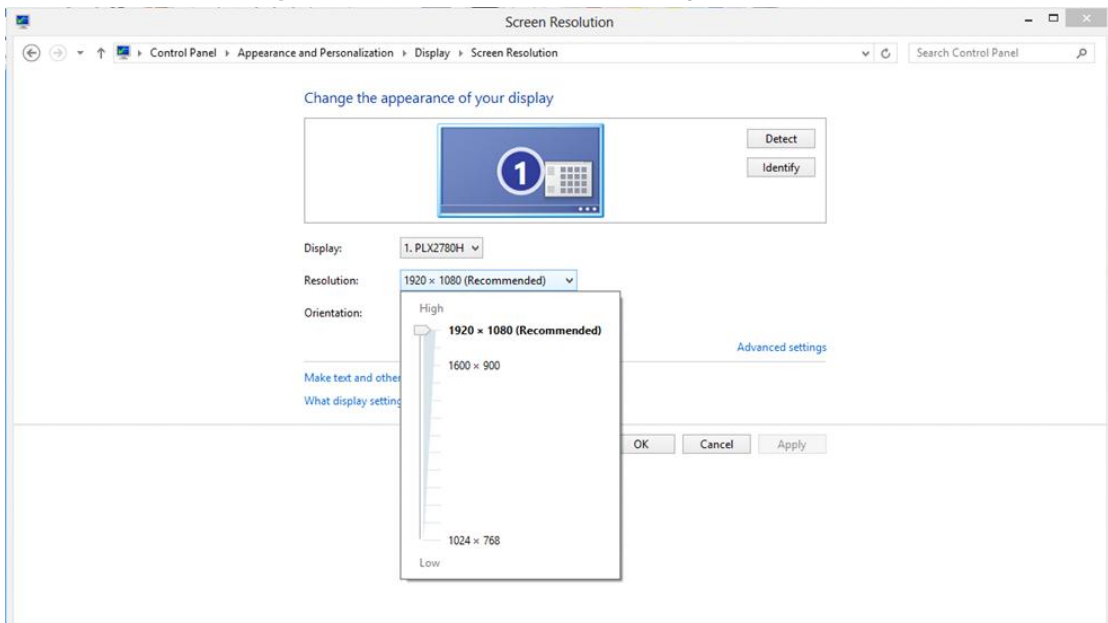 Screen Resolution
Control Panel Appearance and Personalization Display Screen Resolution
Search Control Panel
Change the appearance of your display
1
Detect
Identify
Display: 1. PLX2780H
Resolution: 1920 × 1080 (Recommended)
Orientation:
High
1920 × 1080 (Recommended)
1600 × 900
1024 × 768
Low
Advanced settings
Make text and other
What display setting
OK Cancel Apply